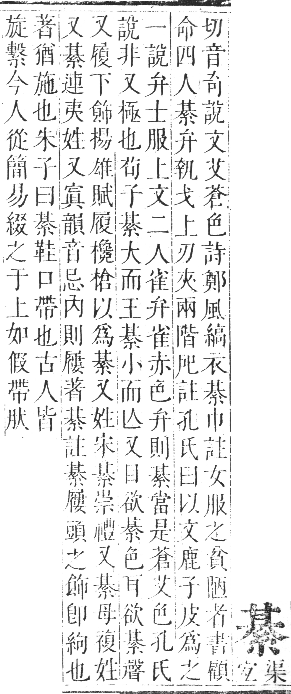 綦
渠宜
切音奇說文艾蒼色詩鄭風縞衣綦巾註女服之貧陋者書顧
命四人綦弁執戈上刃夾兩階戺註孔氏曰以文鹿子皮爲之
一說弁士服上文二人雀弁雀赤色弁則綦當是蒼艾色孔氏
說非又極也荀子綦大而王綦小而亾又目欲綦色耳欲綦聲
又履下飾揚雄賦履欃槍以爲綦又姓宋綦崇禮又綦母複姓
又綦連夷姓又寘韻音忌內則屨著綦註綦屨頭之飾卽絇也
著猶施也朱子曰綦鞋口帶也古人皆
旋繫今人從簡易綴之于上如假帶肰